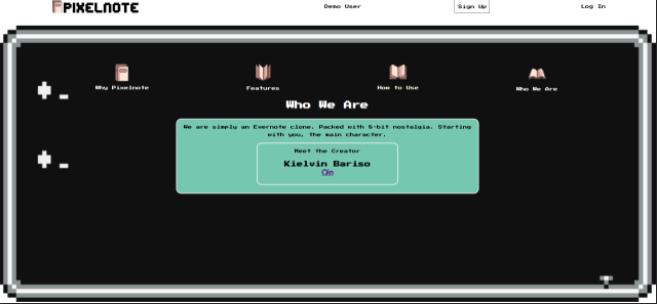 PIXELNOTE
Demo User
Sign Up
Log In
Why Pixelnote
Features
How to Use
Who We Are
Who We Are
We are simply an Evernote clone. Packed with 8-bit nostalgia. Starting
with you, the main character.
Meet the Creator
Kielvin Bariso